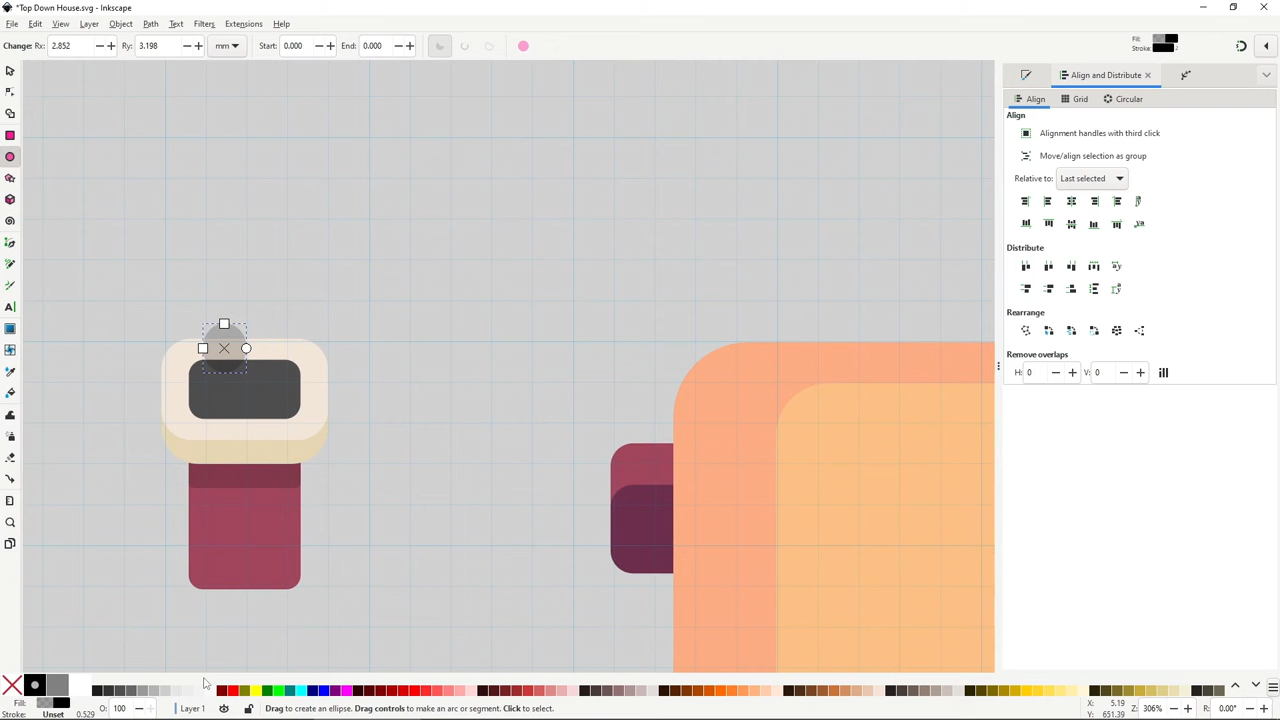 *Top Down House.svg - Inkscape
File Edit View Layer Object Path Text Filters Extensions Help
Change: Rx: 2.852 Ry: 3.198 mm Start: 0.000 End: 0.000 Fill: Stroke: 2
Align and Distribute
Align Grid Circular
Align
Alignment handles with third click
Move/align selection as group
Relative to: Last selected
Distribute
Rearrange
Remove overlaps
H: 0 V: 0
Fill:
Stroke: Unset 0.529 O: 100 Layer 1 Drag to create an ellipse. Drag controls to make an arc or segment. Click to select. X: 5.19 Y: 651.39 Z: 306% R: 0.00°